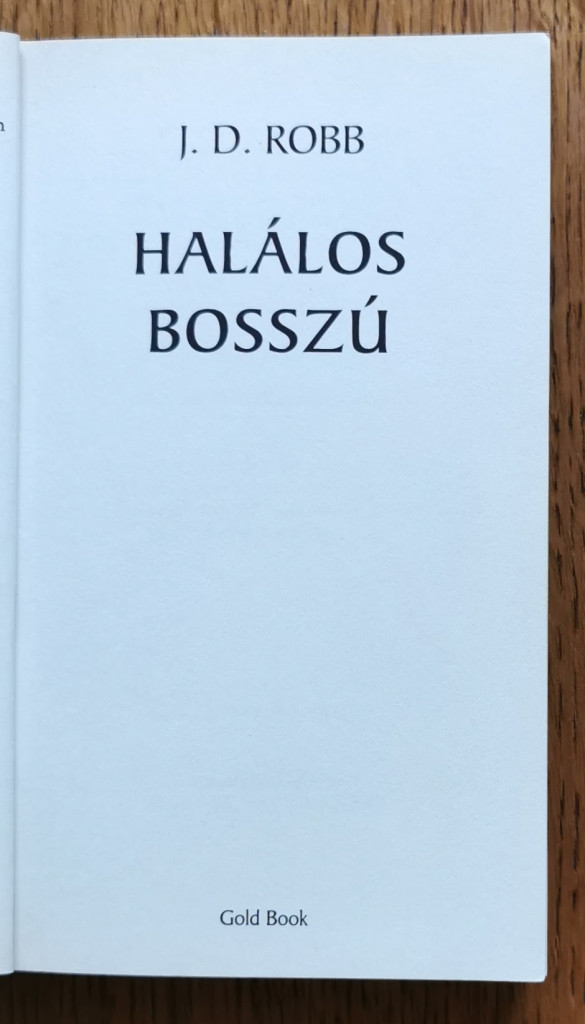 J. D. ROBB
HALÁLOS
BOSSZÚ
Gold Book